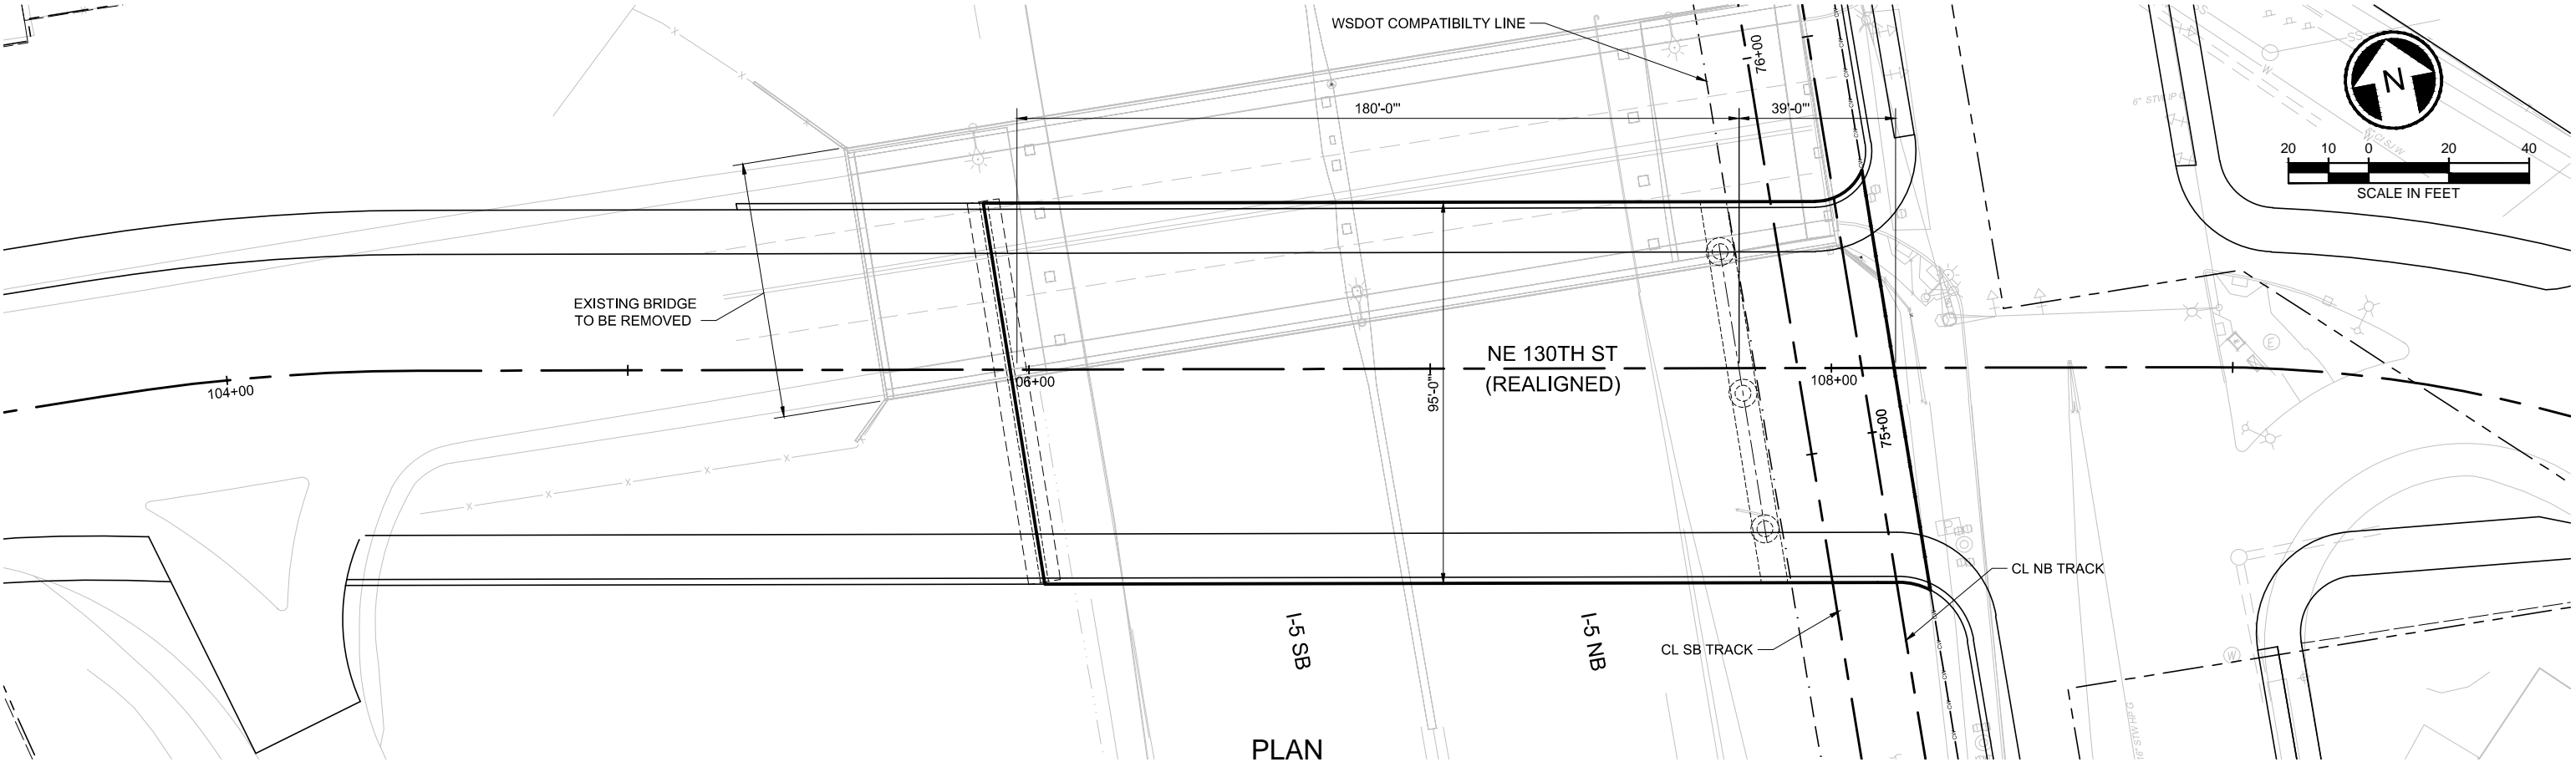 WSDOT COMPATIBILTY LINE
76+00
N
180'-0'"
39'-0'"
20 10 0 20 40
SCALE IN FEET
EXISTING BRIDGE
TO BE REMOVED
NE 130TH ST
(REALIGNED)
104+00
06+00
108+00
95'-0'"
75+00
CL NB TRACK
I-5 SB
I-5 NB
CL SB TRACK
PLAN